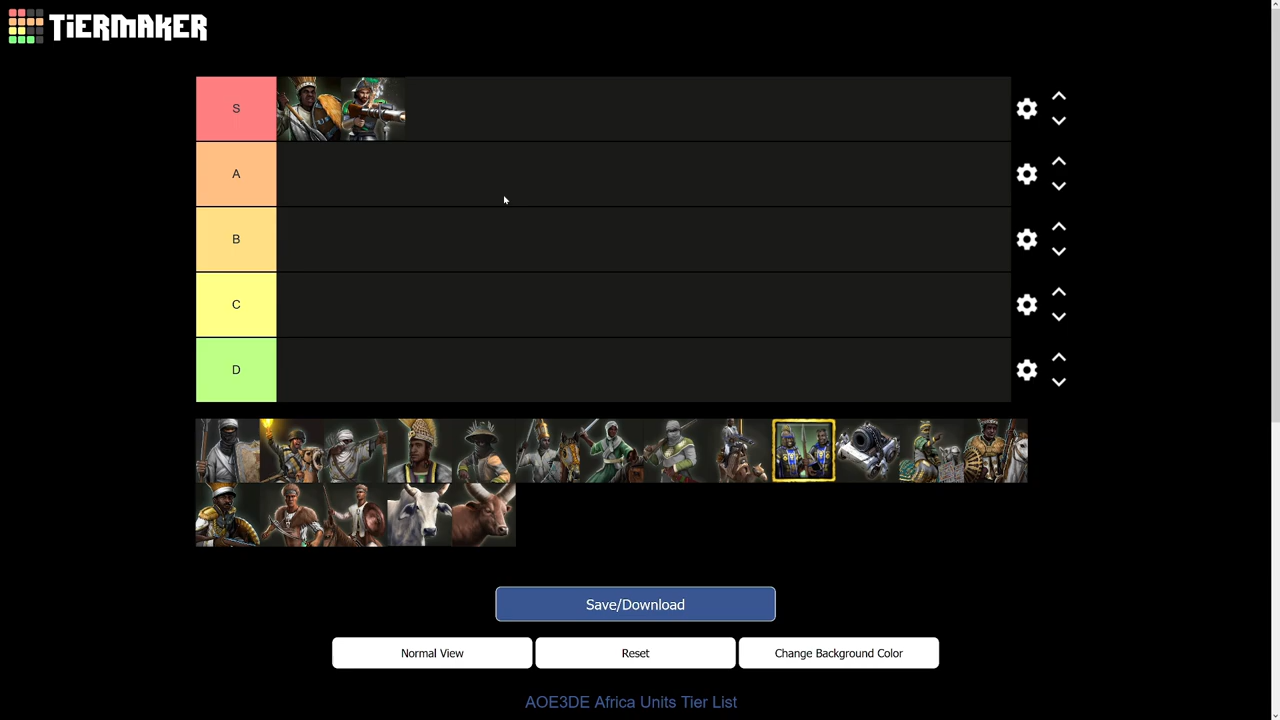 TiERMAKER
S
A
B
C
D
Save/Download
Normal View
Reset
Change Background Color
AOE3DE Africa Units Tier List